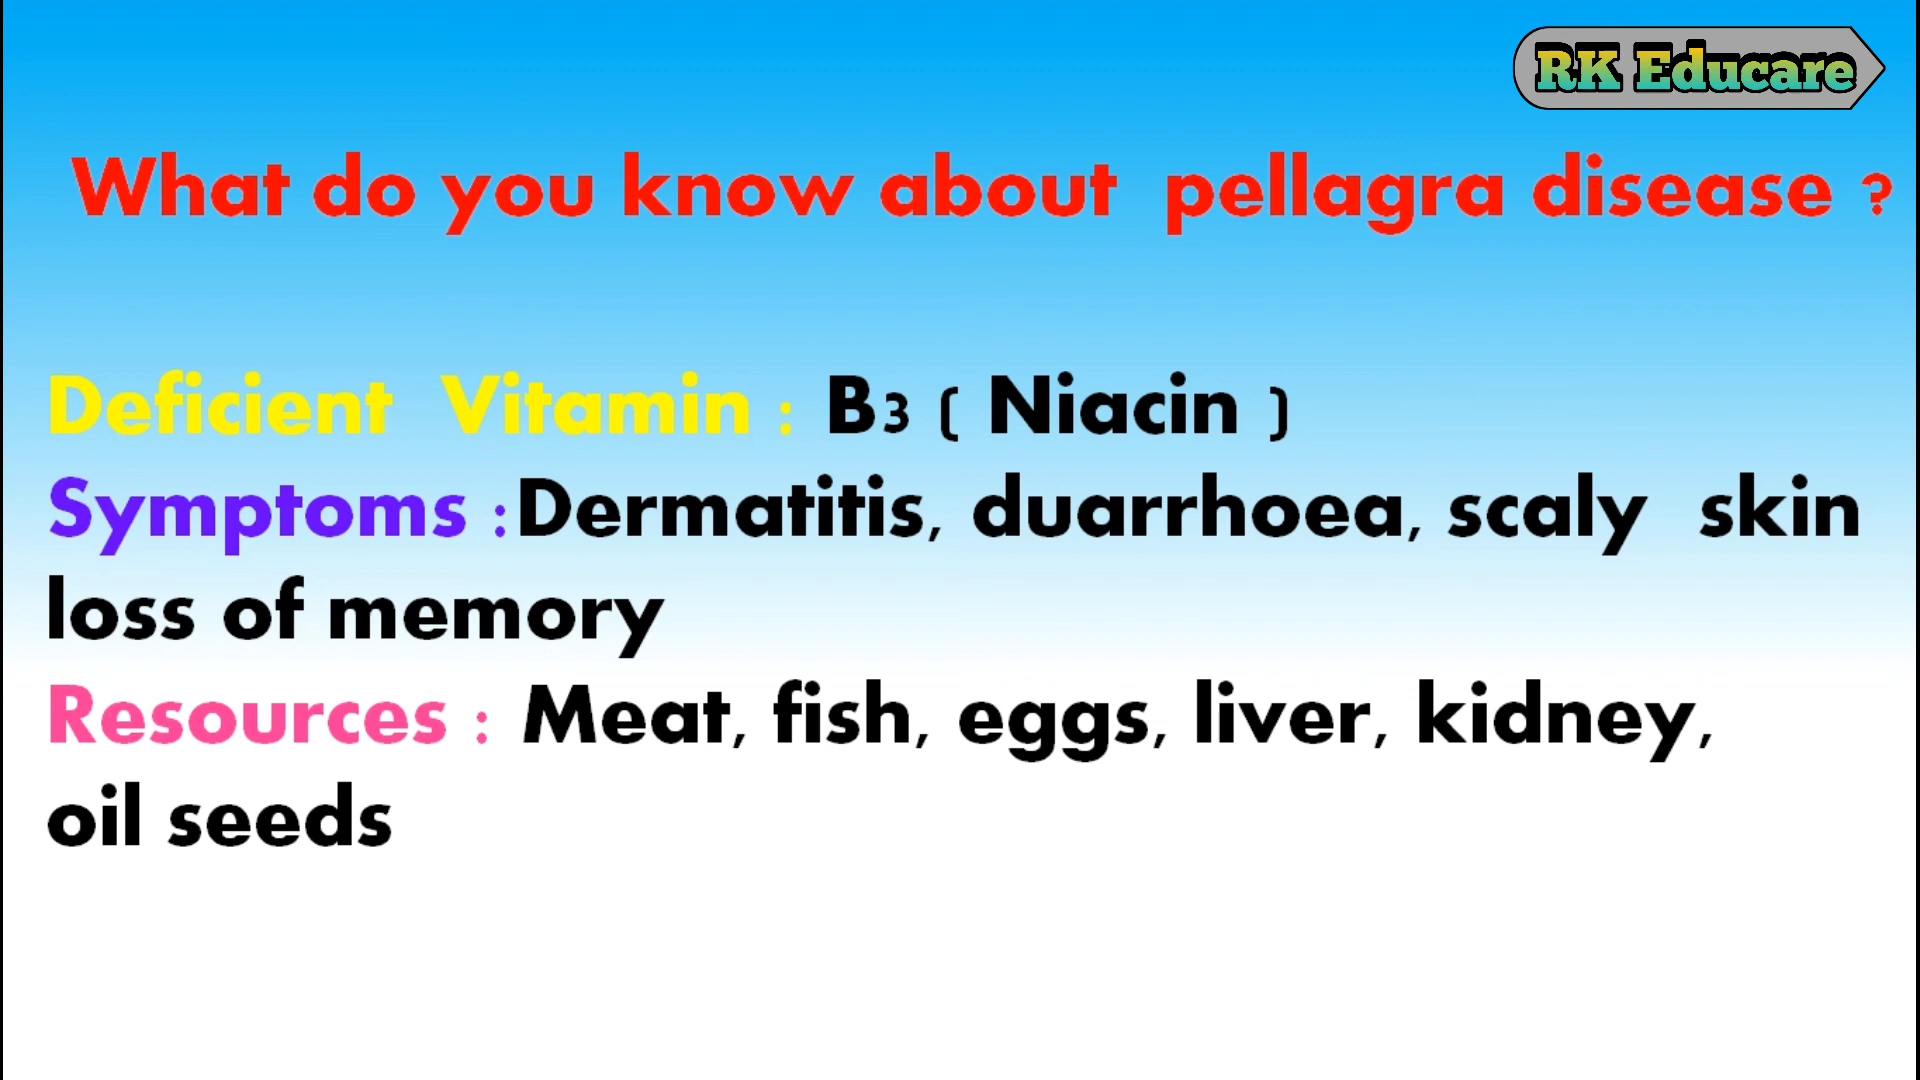 RK Educare
What do you know about pellagra disease ?
Deficient Vitamin : B3 ( Niacin )
Symptoms :Dermatitis, duarrhoea, scaly skin
loss of memory
Resources : Meat, fish, eggs, liver, kidney,
oil seeds